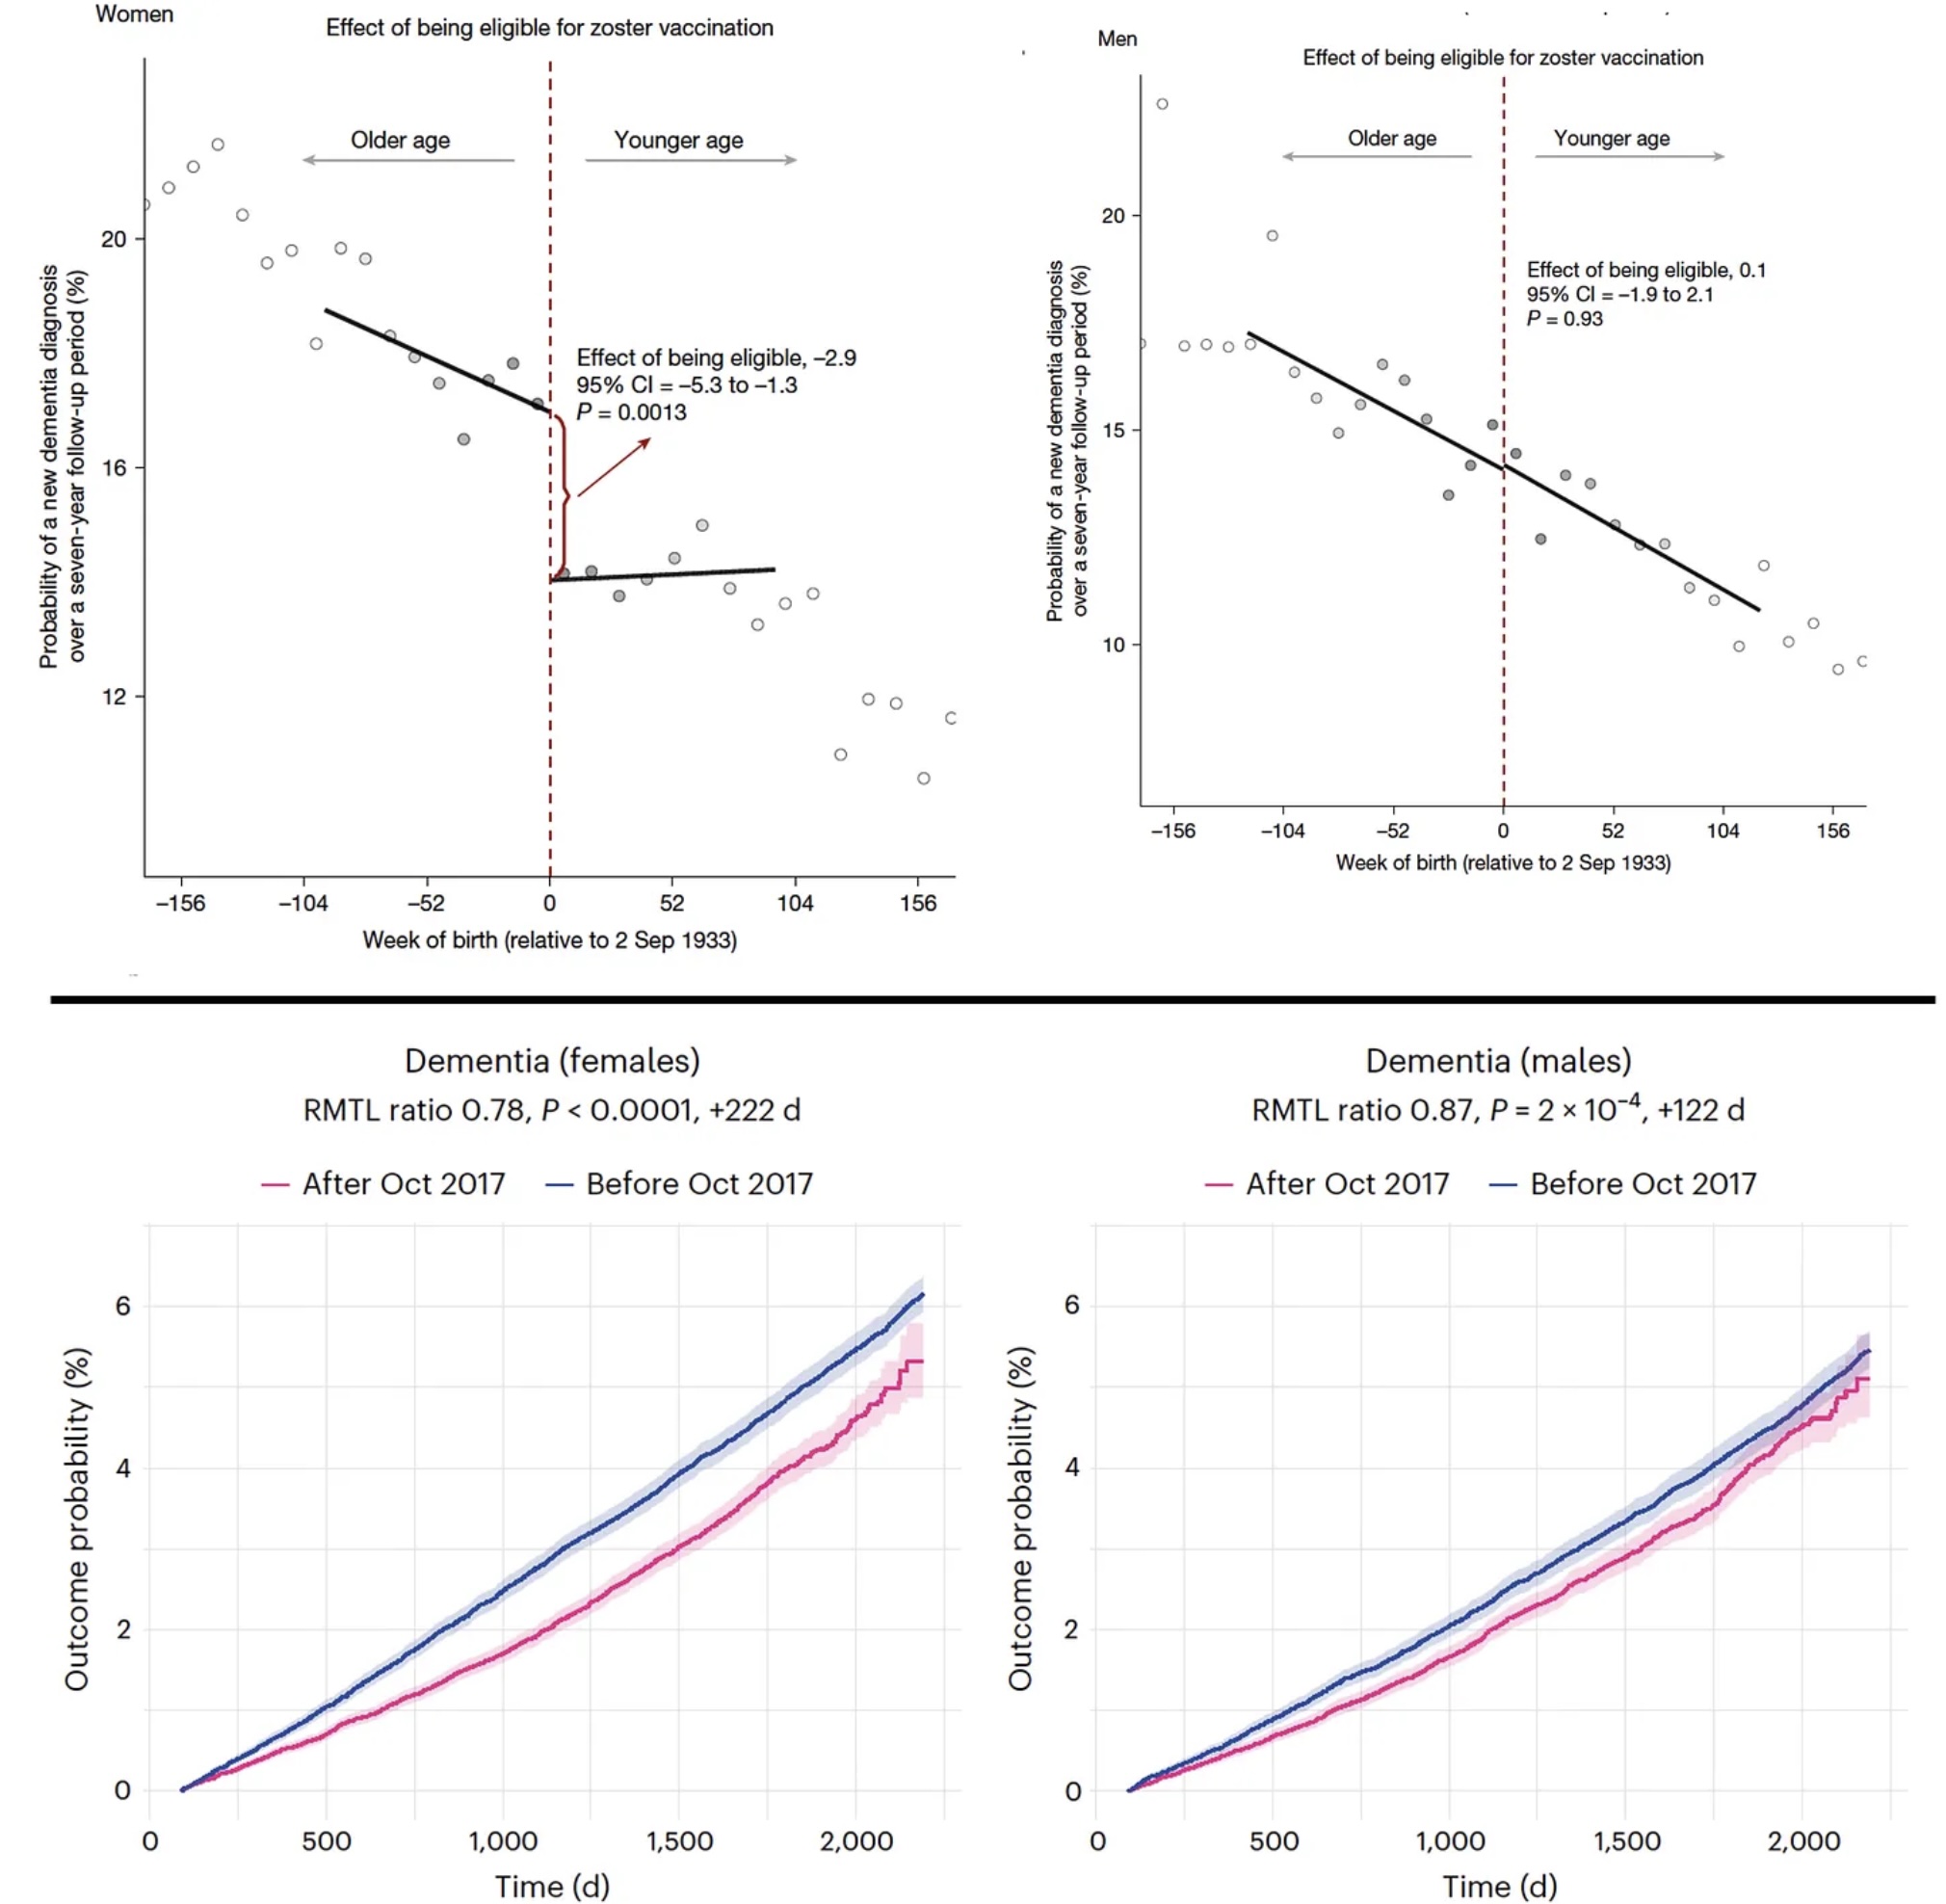 Women
Effect of being eligible for zoster vaccination
Older age
Younger age
20
16
12
Probability of a new dementia diagnosis
over a seven-year follow-up period (%)
Effect of being eligible, –2.9
95% CI = –5.3 to –1.3
P = 0.0013
–156
–104
–52
0
52
104
156
Week of birth (relative to 2 Sep 1933)
Men
Effect of being eligible for zoster vaccination
Older age
Younger age
20
15
10
Probability of a new dementia diagnosis
over a seven-year follow-up period (%)
Effect of being eligible, 0.1
95% CI = –1.9 to 2.1
P = 0.93
–156
–104
–52
0
52
104
156
Week of birth (relative to 2 Sep 1933)
Dementia (females)
RMTL ratio 0.78, P < 0.0001, +222 d
After Oct 2017
Before Oct 2017
6
4
2
0
Outcome probability (%)
0
500
1,000
1,500
2,000
Time (d)
Dementia (males)
RMTL ratio 0.87, P = 2 × 10⁻⁴, +122 d
After Oct 2017
Before Oct 2017
6
4
2
0
Outcome probability (%)
0
500
1,000
1,500
2,000
Time (d)